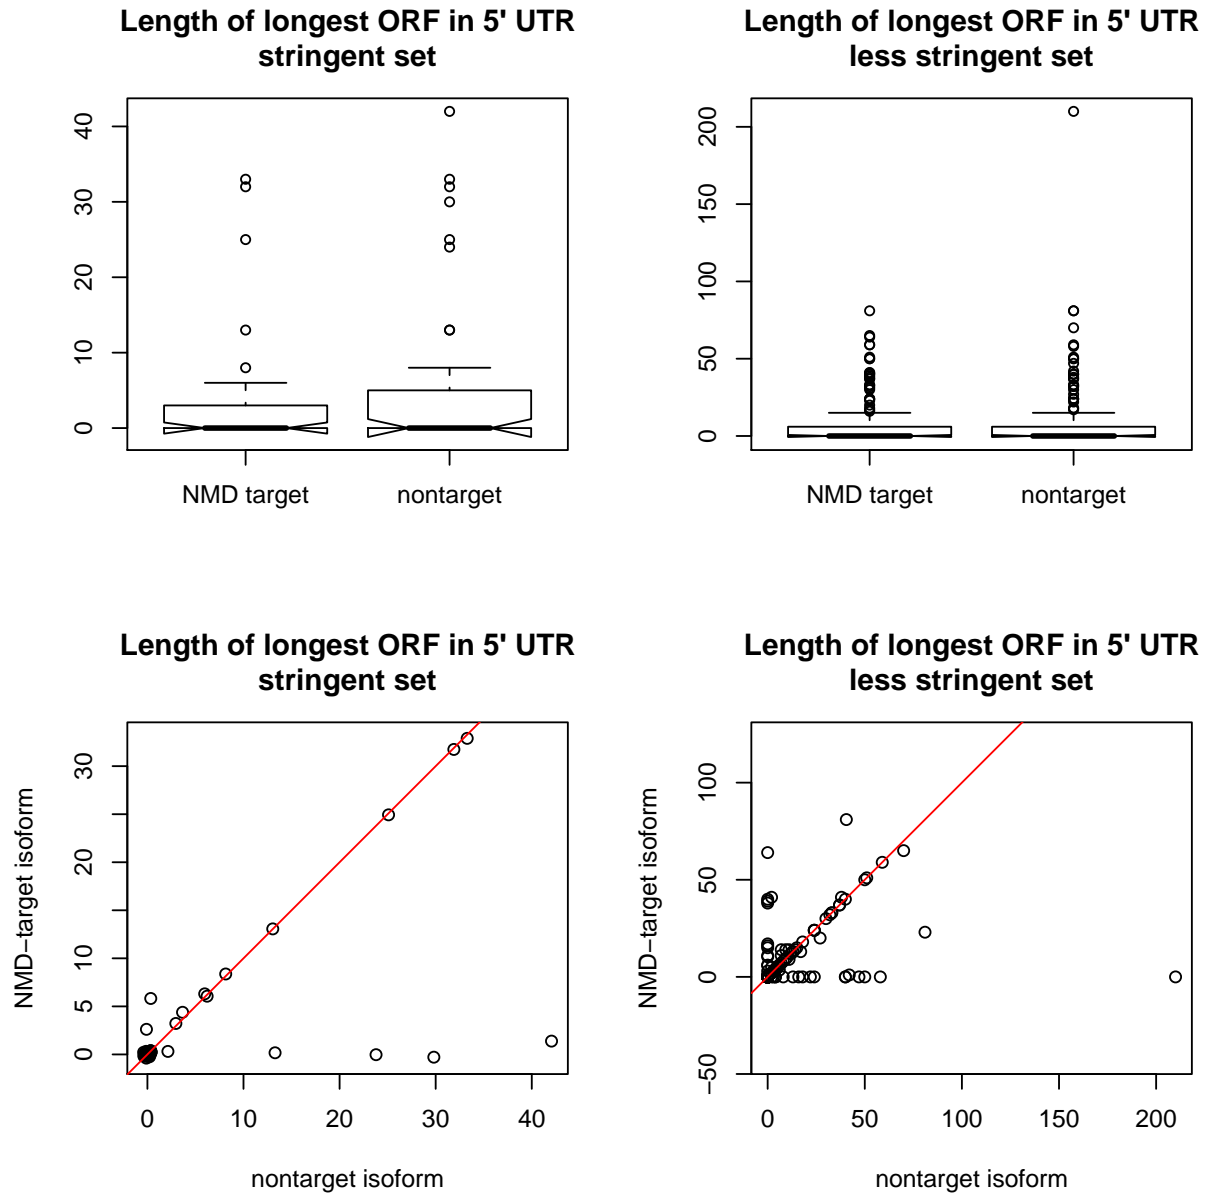 Length of longest ORF in 5' UTR
stringent set
40
30
20
10
0
NMD target nontarget
Length of longest ORF in 5' UTR
less stringent set
200
150
100
50
0
NMD target nontarget
Length of longest ORF in 5' UTR
stringent set
NMD−target isoform
30
20
10
5
0
0 10 20 30 40
nontarget isoform
Length of longest ORF in 5' UTR
less stringent set
NMD−target isoform
100
50
0
−50
0 50 100 150 200
nontarget isoform